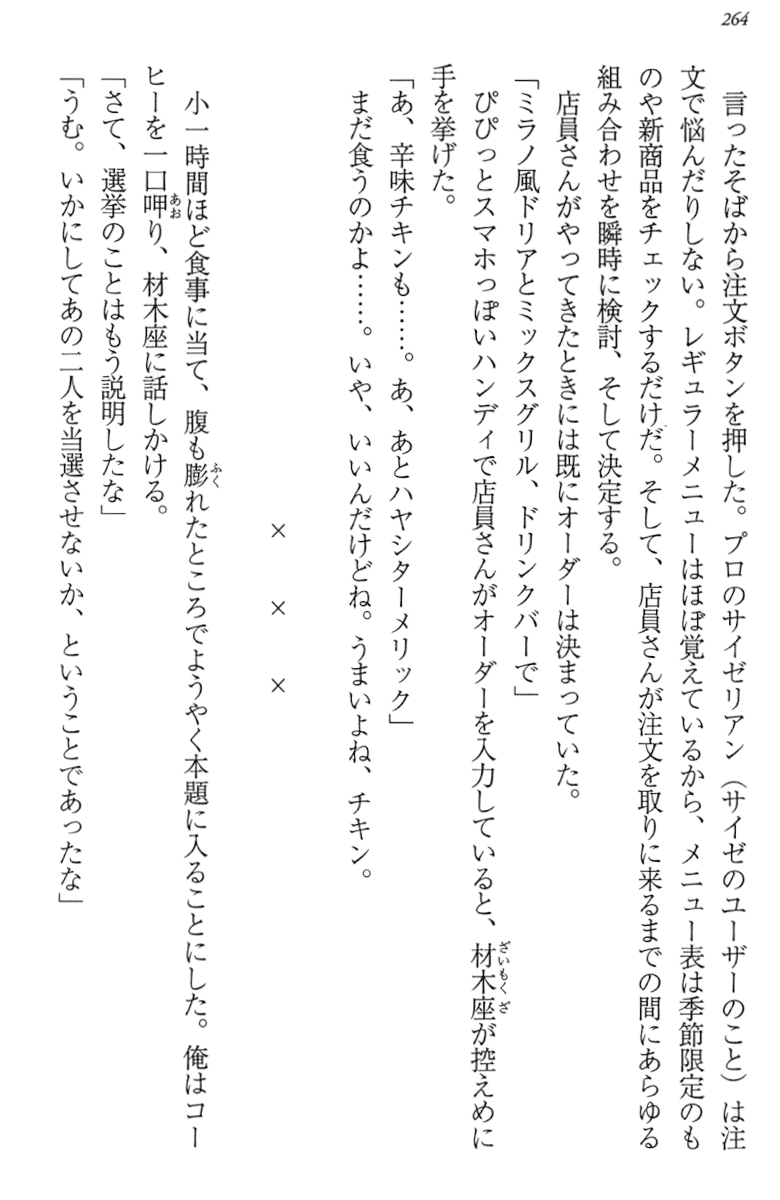 264
言ったそばから注文ボタンを押した。プロのサイゼリアン（サイゼのユーザーのこと）は注
文で悩んだりしない。レギュラーメニューはほぼ覚えているから、メニュー表は季節限定のも
のや新商品をチェックするだけだ。そして、店員さんが注文を取りに来るまでの間にあらゆる
組み合わせを瞬時に検討、そして決定する。
店員さんがやってきたときには既にオーダーは決まっていた。
「ミラノ風ドリアとミックスグリル、ドリンクバーで」
ぴぴっとスマホっぽいハンディで店員さんがオーダーを入力していると、材木座が控えめに
ざいもくざ
手を挙げた。
「あ、辛味チキンも……。あ、あとハヤシターメリック」
まだ食うのかよ……。いや、いいんだけどね。うまいよね、チキン。
× × ×
小一時間ほど食事に当て、腹も膨れたところでようやく本題に入ることにした。俺はコー
ふく
ヒーを一口呷り、材木座に話しかける。
あお
「さて、選挙のことはもう説明したな」
「うむ。いかにしてあの二人を当選させないか、ということであったな」